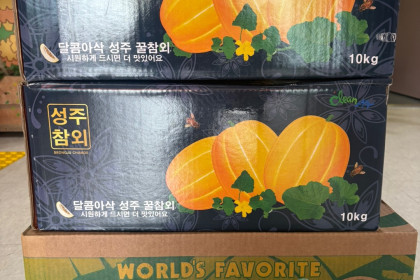 달콤아삭 성주 꿀참외
시원하게 드시면 더 맛있어요
10kg
Clean
성주
참외
달콤아삭 성주 꿀참외
시원하게 드시면 더 맛있어요
10kg
WORLD'S FAVORITE